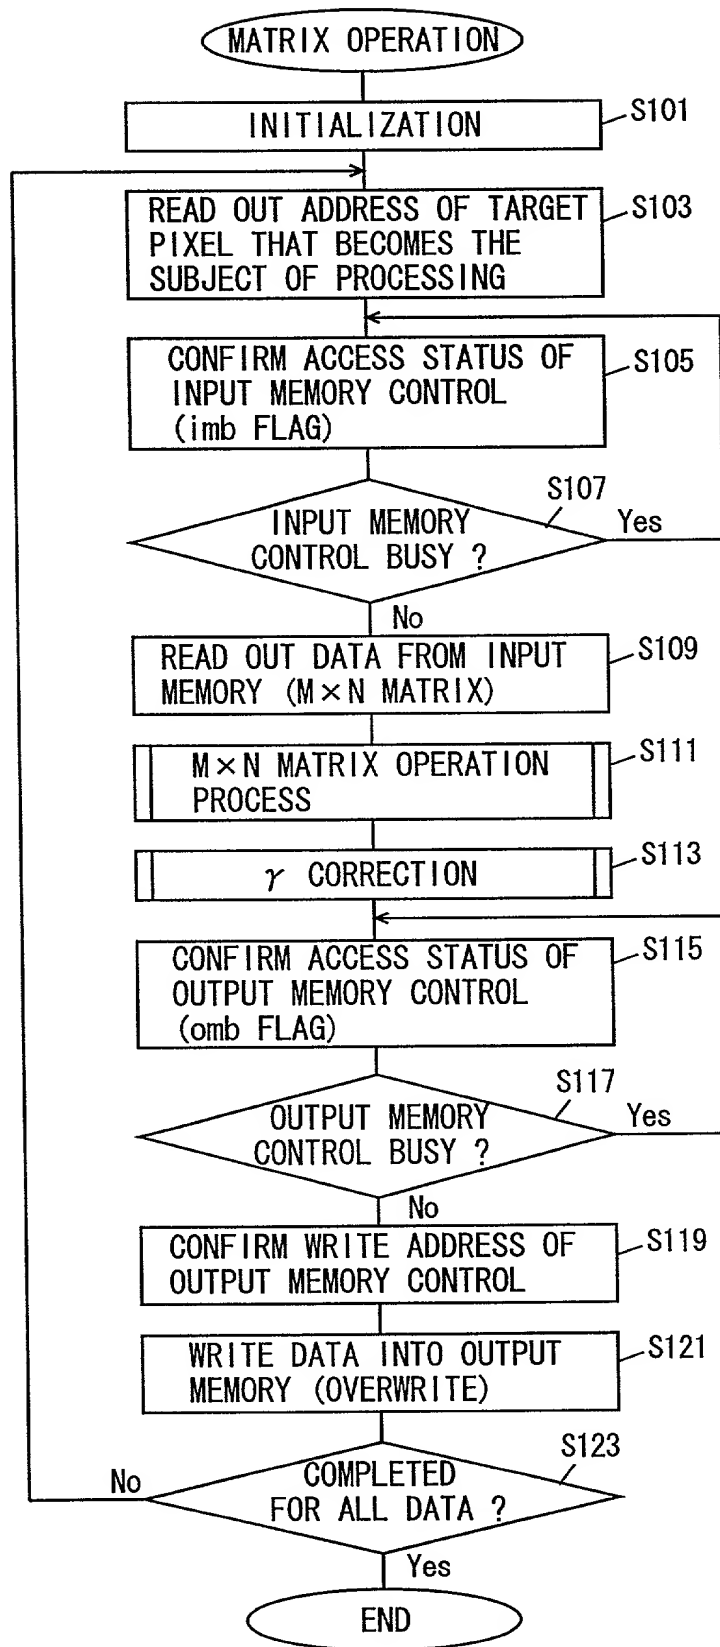 MATRIX OPERATION
INITIALIZATION
S101
READ OUT ADDRESS OF TARGET
PIXEL THAT BECOMES THE
SUBJECT OF PROCESSING
S103
CONFIRM ACCESS STATUS OF
INPUT MEMORY CONTROL
(imb FLAG)
S105
S107
INPUT MEMORY
CONTROL BUSY ?
Yes
No
READ OUT DATA FROM INPUT
MEMORY (M×N MATRIX)
S109
M×N MATRIX OPERATION
PROCESS
S111
γ CORRECTION
S113
CONFIRM ACCESS STATUS OF
OUTPUT MEMORY CONTROL
(omb FLAG)
S115
S117
OUTPUT MEMORY
CONTROL BUSY ?
Yes
No
CONFIRM WRITE ADDRESS OF
OUTPUT MEMORY CONTROL
S119
WRITE DATA INTO OUTPUT
MEMORY (OVERWRITE)
S121
S123
COMPLETED
FOR ALL DATA ?
No
Yes
END